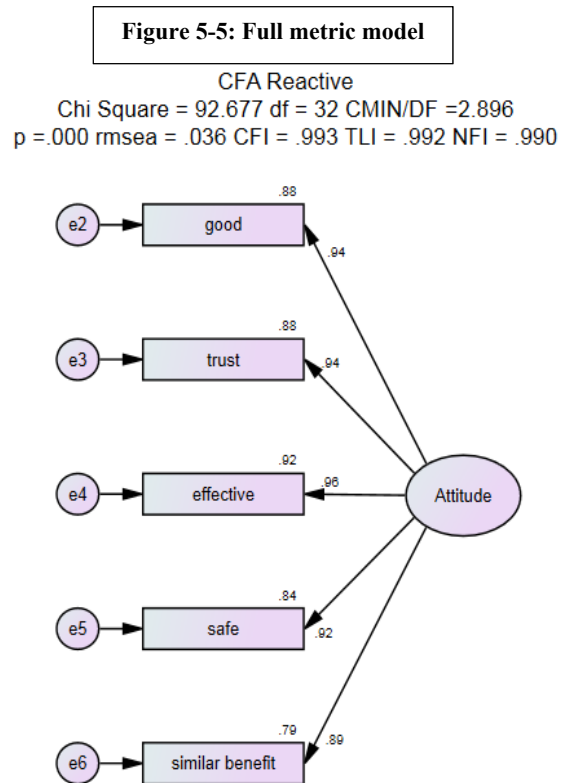 Figure 5-5: Full metric model
CFA Reactive
Chi Square = 92.677 df = 32 CMIN/DF =2.896
p =.000 rmsea = .036 CFI = .993 TLI = .992 NFI = .990
.88
e2 good
.94
.88
e3 trust
.94
.92
e4 effective
.96
Attitude
.84
e5 safe
.92
.79
e6 similar benefit
.89